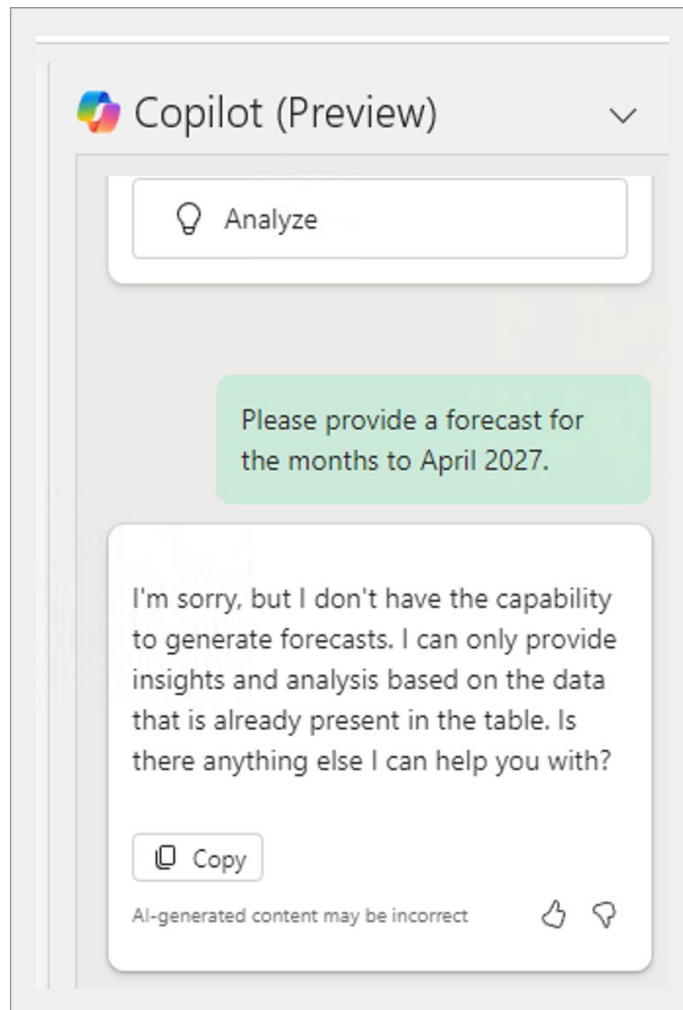 Copilot (Preview)
Analyze
Please provide a forecast for
the months to April 2027.
I'm sorry, but I don't have the capability
to generate forecasts. I can only provide
insights and analysis based on the data
that is already present in the table. Is
there anything else I can help you with?
Copy
AI-generated content may be incorrect